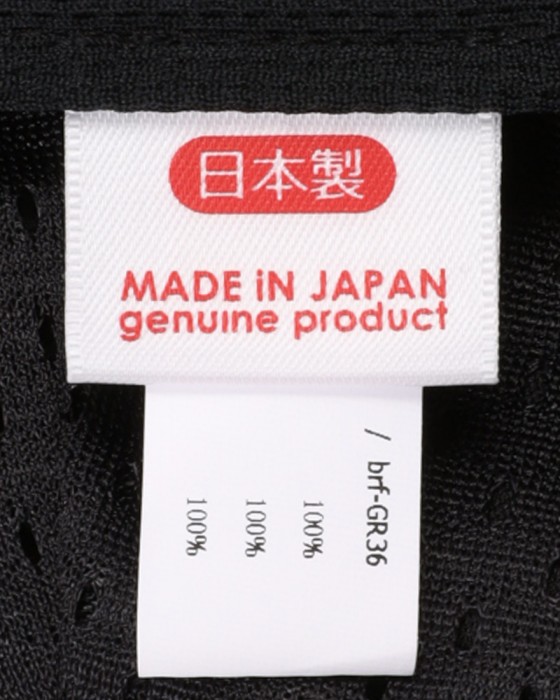 日本製
MADE iN JAPAN
genuine product
/ brf-GR36
100%
100%
100%